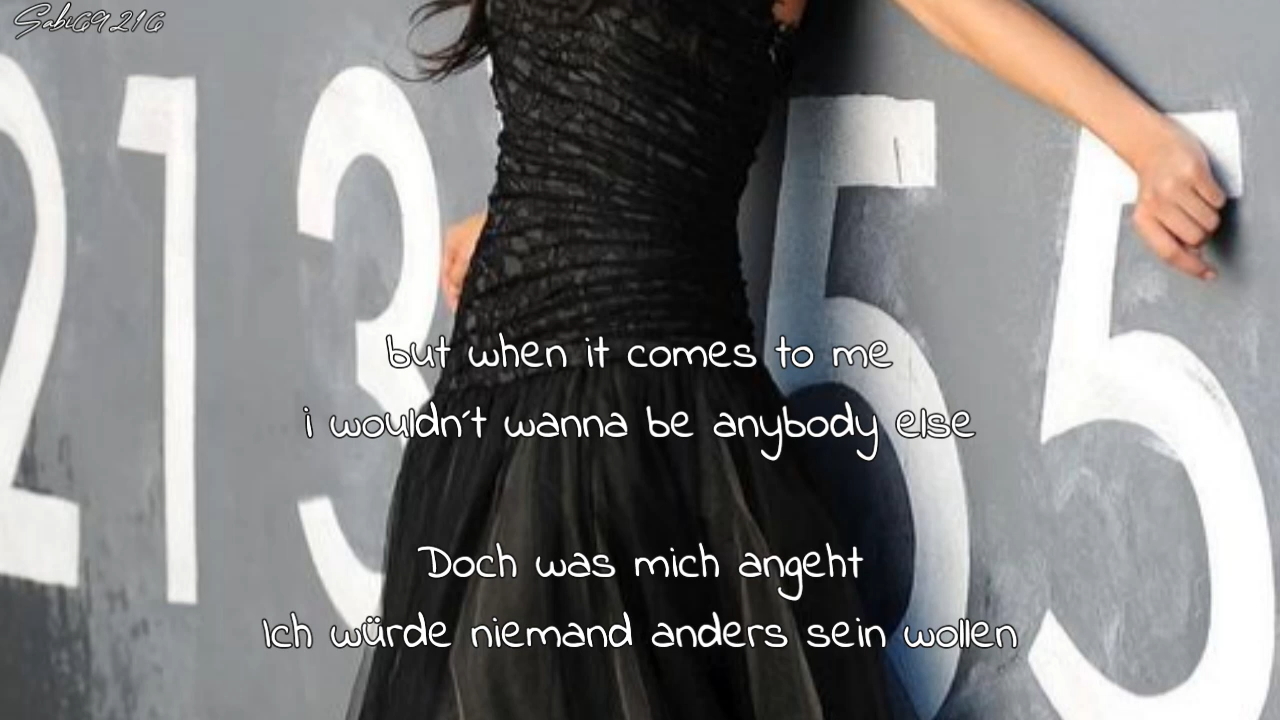 Sabi69216
21355
but when it comes to me
i wouldn´t wanna be anybody else
Doch was mich angeht
Ich würde niemand anders sein wollen